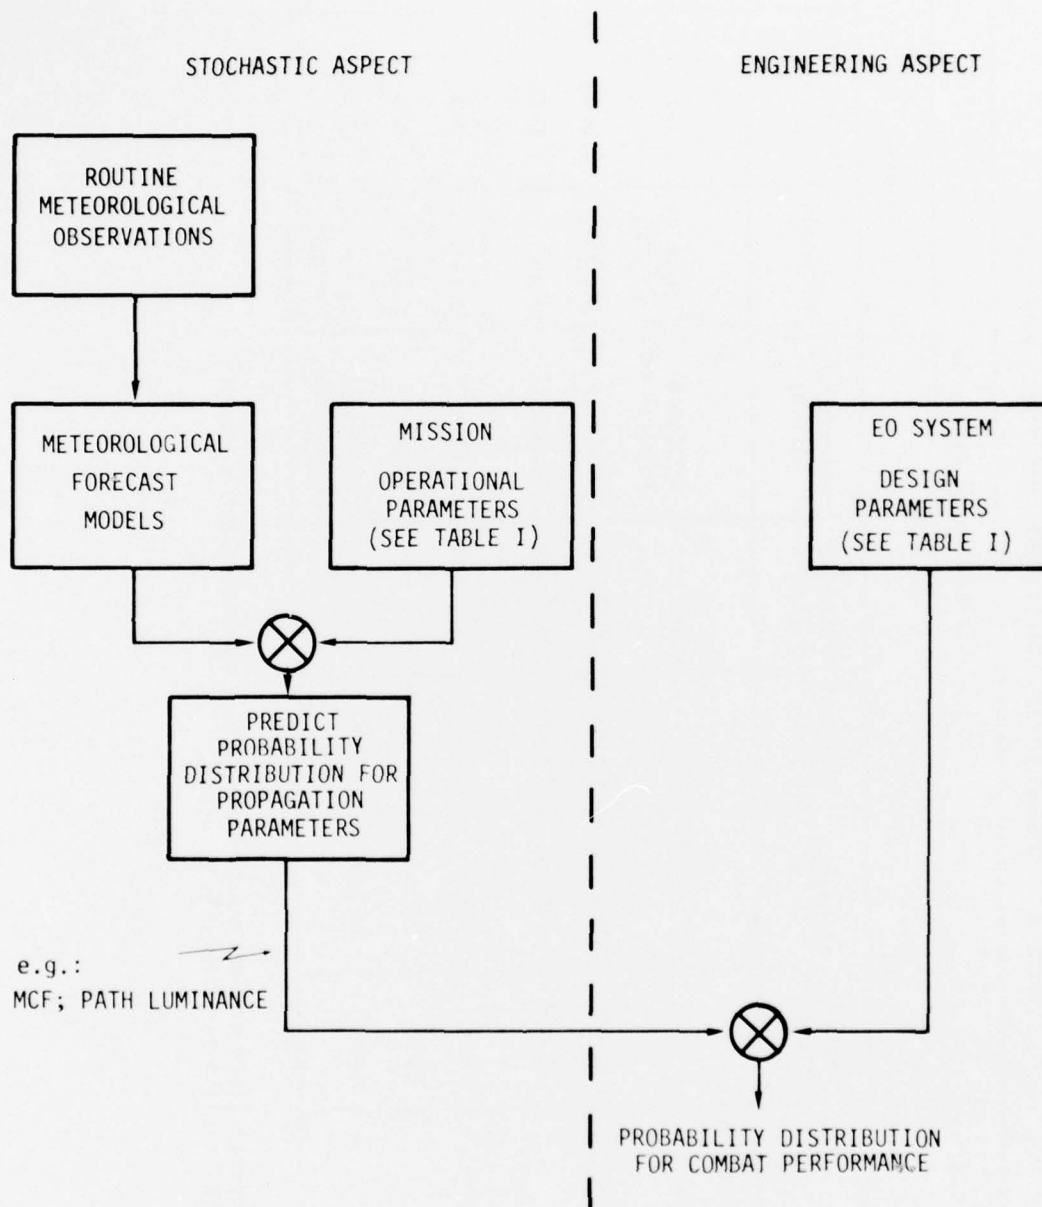 STOCHASTIC ASPECT
ENGINEERING ASPECT
ROUTINE
METEOROLOGICAL
OBSERVATIONS
METEOROLOGICAL
FORECAST
MODELS
MISSION
OPERATIONAL
PARAMETERS
(SEE TABLE I)
EO SYSTEM
DESIGN
PARAMETERS
(SEE TABLE I)
PREDICT
PROBABILITY
DISTRIBUTION FOR
PROPAGATION
PARAMETERS
e.g.:
MCF; PATH LUMINANCE
PROBABILITY DISTRIBUTION
FOR COMBAT PERFORMANCE